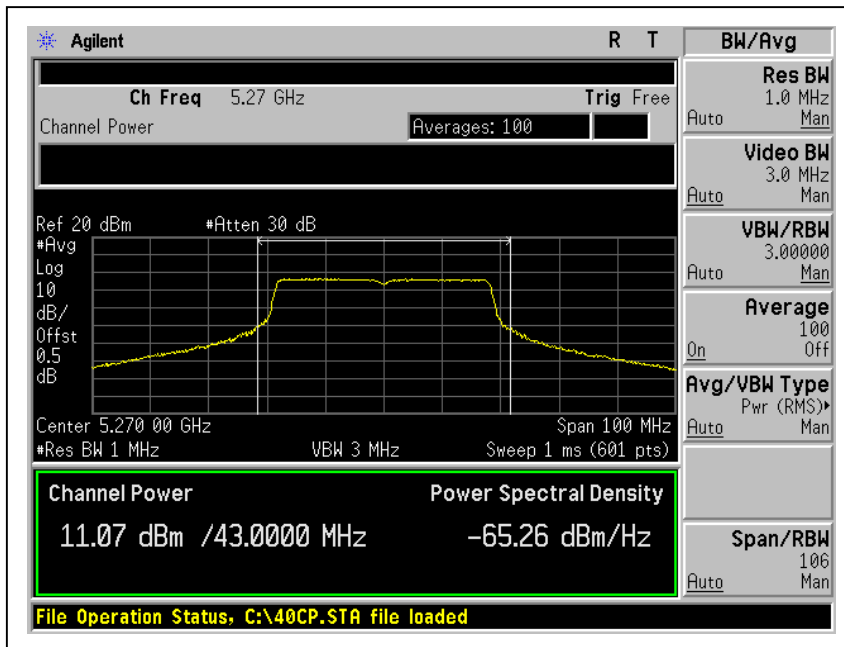 Agilent R T
Ch Freq 5.27 GHz Trig Free
Channel Power Averages: 100
Ref 20 dBm #Atten 30 dB
#Avg
Log
10
dB/
Offst
0.5
dB
Center 5.270 00 GHz Span 100 MHz
#Res BW 1 MHz VBW 3 MHz Sweep 1 ms (601 pts)
Channel Power Power Spectral Density
11.07 dBm /43.0000 MHz -65.26 dBm/Hz
File Operation Status, C:\40CP.STA file loaded
BW/Avg
Res BW
1.0 MHz
Auto Man
Video BW
3.0 MHz
Auto Man
VBW/RBW
3.00000
Auto Man
Average
100
On Off
Avg/VBW Type
Pwr (RMS)
Auto Man
Span/RBW
106
Auto Man